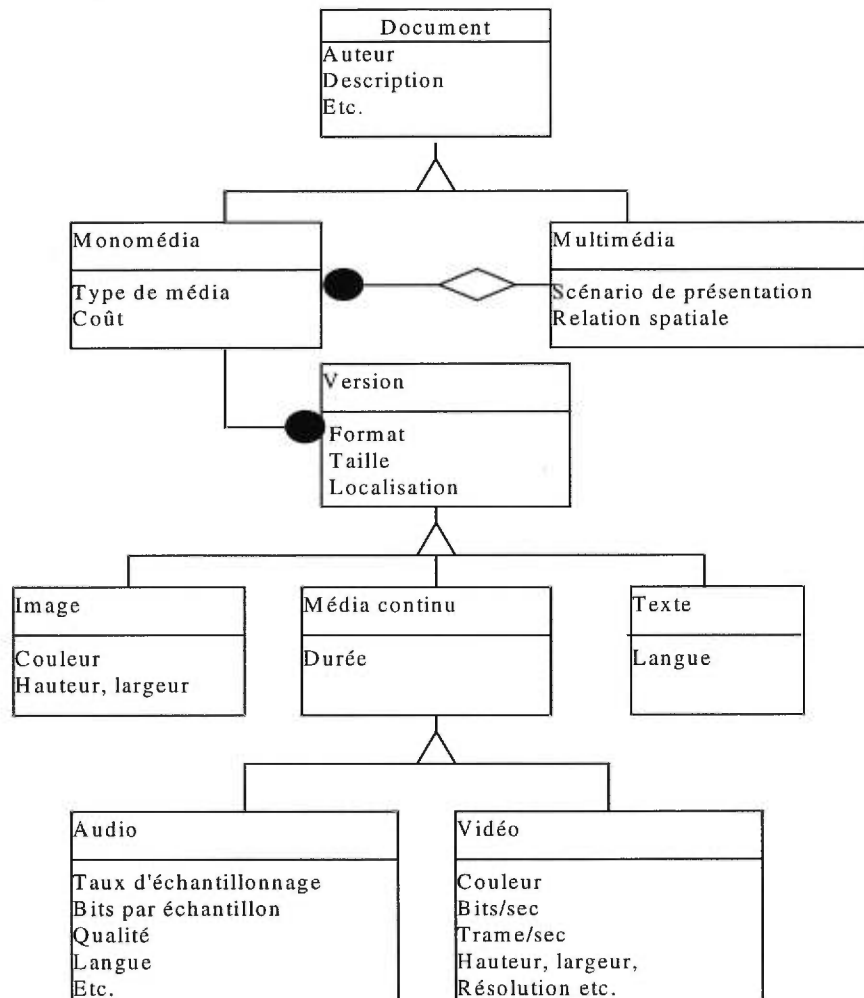 Document
Auteur
Description
Etc.
Monomédia
Type de média
Coût
Multimédia
Scénario de présentation
Relation spatiale
Version
Format
Taille
Localisation
Image
Couleur
Hauteur, largeur
Média continu
Durée
Texte
Langue
Audio
Taux d'échantillonnage
Bits par échantillon
Qualité
Langue
Etc.
Vidéo
Couleur
Bits/sec
Trame/sec
Hauteur, largeur,
Résolution etc.